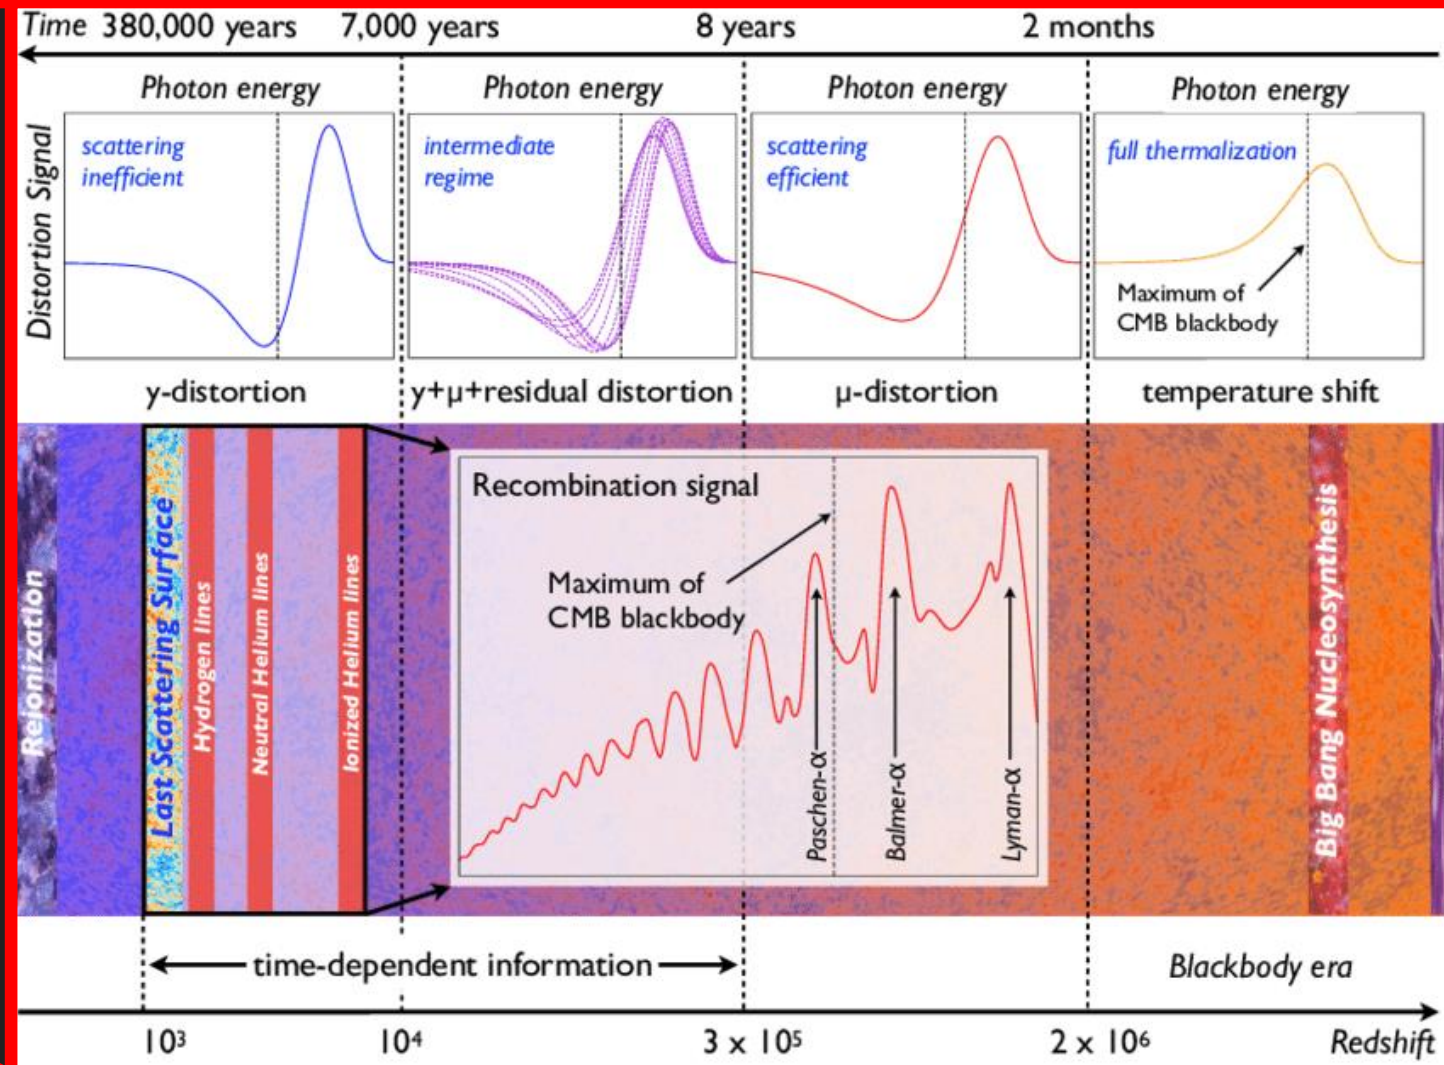 Time 380,000 years 7,000 years 8 years 2 months
Photon energy Photon energy Photon energy Photon energy
Distortion Signal
scattering
inefficient
intermediate
regime
scattering
efficient
full thermalization
Maximum of
CMB blackbody
y-distortion y+μ+residual distortion μ-distortion temperature shift
Reionization
Last Scattering Surface
Hydrogen lines
Neutral Helium lines
Ionized Helium lines
Recombination signal
Maximum of
CMB blackbody
Paschen-α
Balmer-α
Lyman-α
Big Bang Nucleosynthesis
time-dependent information
Blackbody era
10³ 10⁴ 3 x 10⁵ 2 x 10⁶ Redshift